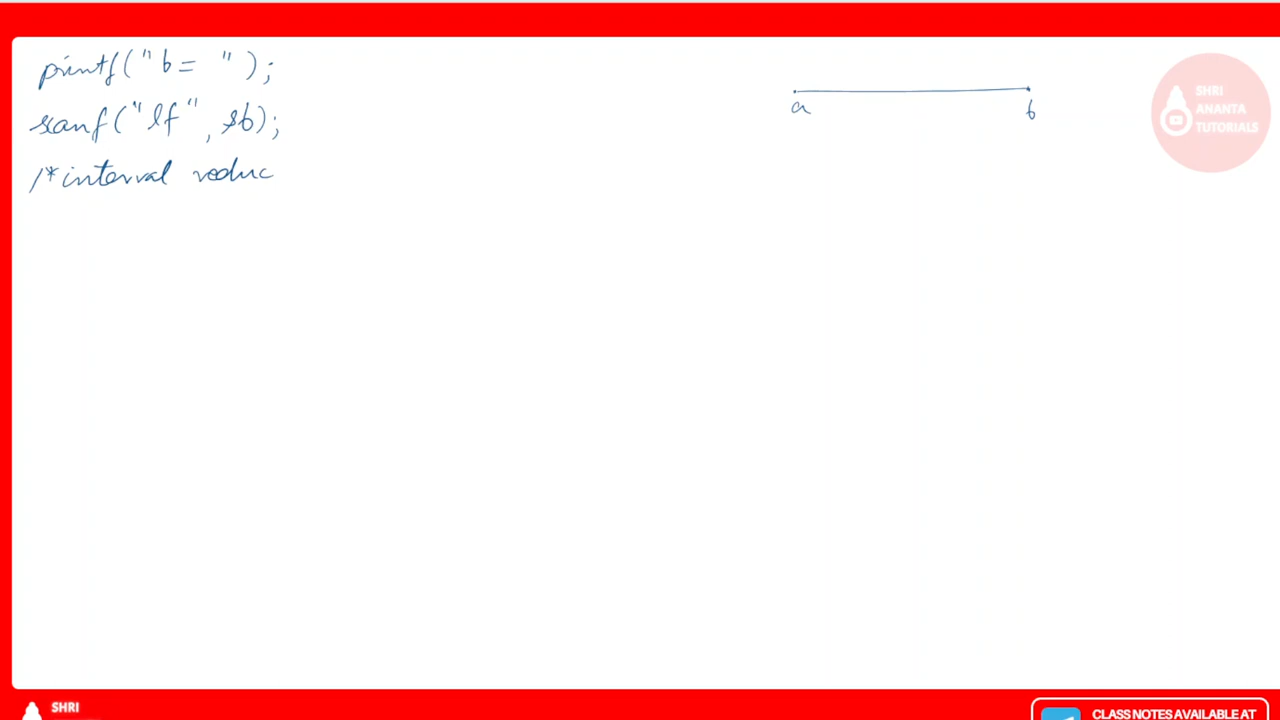 printf("b= ");
scanf("lf", &b);
/*interval reduc
a b
SHRI
ANANTA
TUTORIALS
SHRI
CLASS NOTES AVAILABLE AT